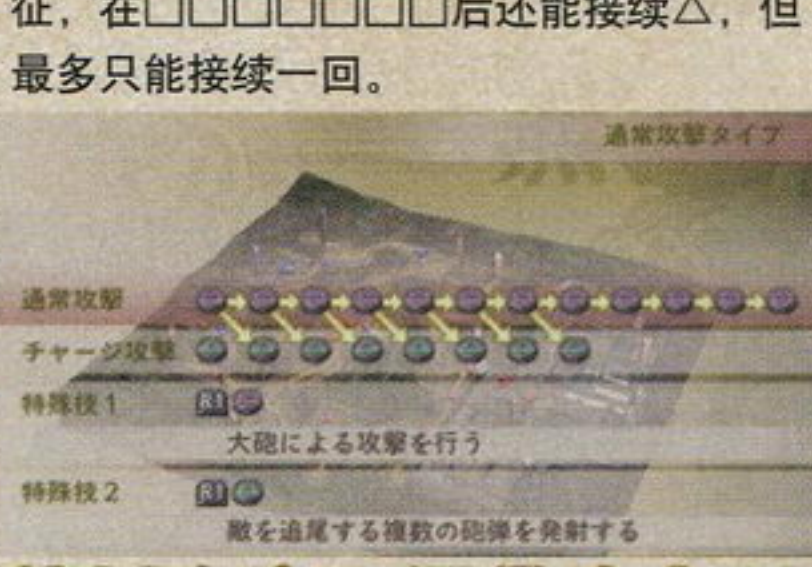 征，在□□□□□□□后还能接续△，但
最多只能接续一回。
通常攻撃タイプ
通常攻撃
チャージ攻撃
特殊技1 R1
大砲による攻撃を行う
特殊技2 R1
敵を追尾する複数の砲弾を発射する